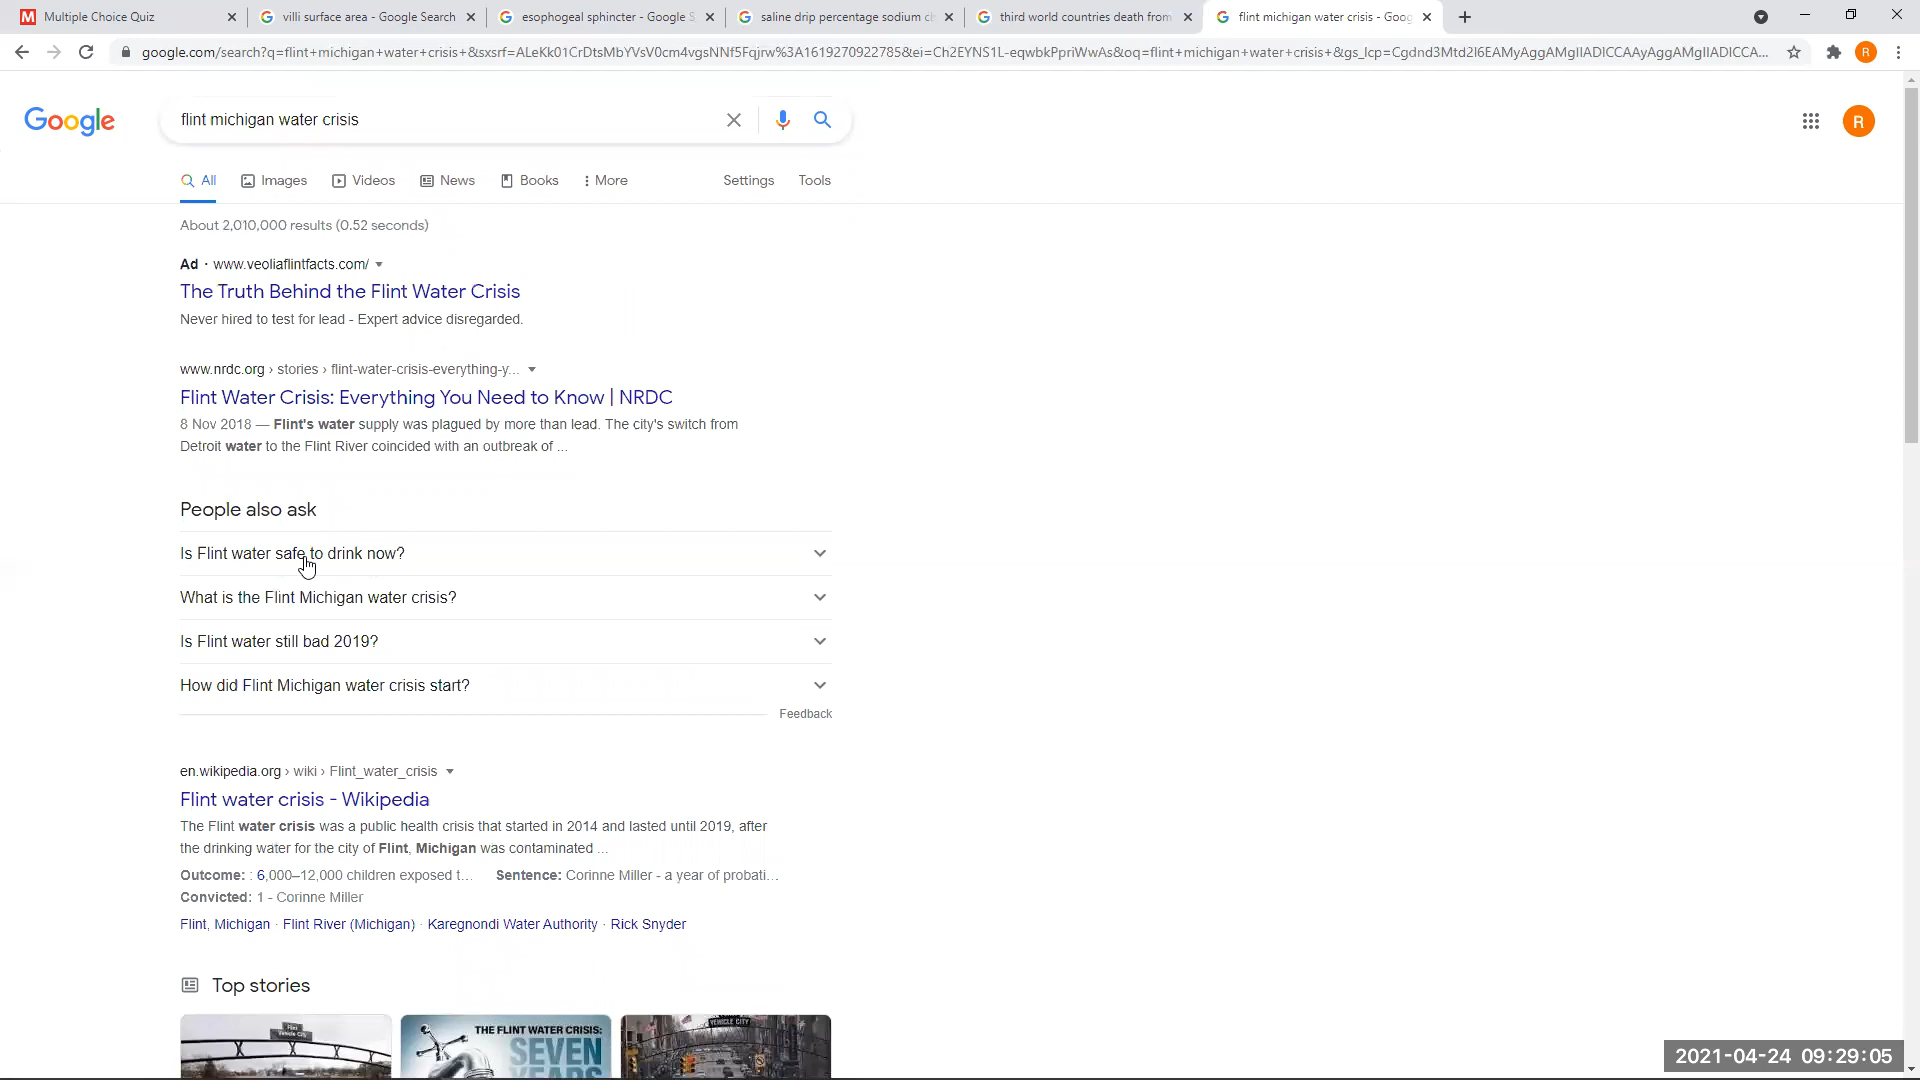 Multiple Choice Quiz
villi surface area - Google Search
esophogeal sphincter - Google S
saline drip percentage sodium c
third world countries death from
flint michigan water crisis - Goog
google.com/search?q=flint+michigan+water+crisis+&sxsrf=ALeKk01CrDtsMbYVsV0cm4vgsNNf5Fqjrw%3A1619270922785&ei=Ch2EYNS1L-eqwbkPpriWwAs&oq=flint+michigan+water+crisis+&gs_lcp=Cgdnd3Mtd2l6EAMyAggAMgIIADICCAAyAggAMgIIADICCA...
R
Google
flint michigan water crisis
R
All
Images
Videos
News
Books
More
Settings
Tools
About 2,010,000 results (0.52 seconds)
Ad · www.veoliaflintfacts.com/
The Truth Behind the Flint Water Crisis
Never hired to test for lead - Expert advice disregarded.
www.nrdc.org › stories › flint-water-crisis-everything-y...
Flint Water Crisis: Everything You Need to Know | NRDC
8 Nov 2018 — Flint's water supply was plagued by more than lead. The city's switch from
Detroit water to the Flint River coincided with an outbreak of ...
People also ask
Is Flint water safe to drink now?
What is the Flint Michigan water crisis?
Is Flint water still bad 2019?
How did Flint Michigan water crisis start?
Feedback
en.wikipedia.org › wiki › Flint_water_crisis
Flint water crisis - Wikipedia
The Flint water crisis was a public health crisis that started in 2014 and lasted until 2019, after
the drinking water for the city of Flint, Michigan was contaminated ...
Outcome: : 6,000–12,000 children exposed t...
Sentence: Corinne Miller - a year of probati...
Convicted: 1 - Corinne Miller
Flint, Michigan · Flint River (Michigan) · Karegnondi Water Authority · Rick Snyder
Top stories
Flint
Vehicle City
THE FLINT WATER CRISIS:
SEVEN
YEARS
VEHICLE CITY
2021-04-24 09:29:05